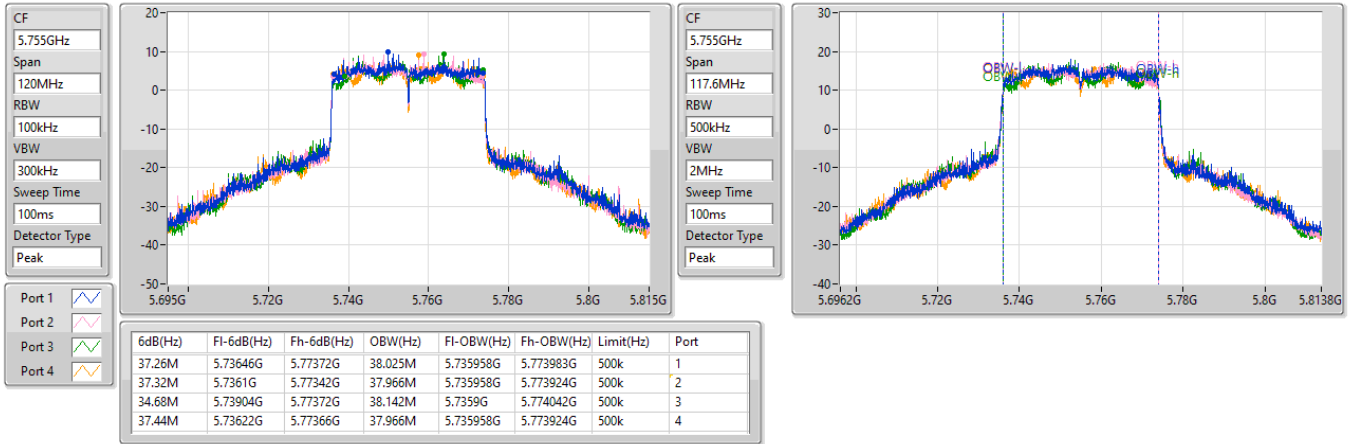 CF
5.755GHz
Span
120MHz
RBW
100kHz
VBW
300kHz
Sweep Time
100ms
Detector Type
Peak
20
10
0
-10
-20
-30
-40
-50
5.695G 5.72G 5.74G 5.76G 5.78G 5.8G 5.815G
CF
5.755GHz
Span
117.6MHz
RBW
500kHz
VBW
2MHz
Sweep Time
100ms
Detector Type
Peak
30
20
10
0
-10
-20
-30
-40
OBW-l OBW-h
5.6962G 5.72G 5.74G 5.76G 5.78G 5.8G 5.8138G
Port 1
Port 2
Port 3
Port 4
6dB(Hz) Fl-6dB(Hz) Fh-6dB(Hz) OBW(Hz) Fl-OBW(Hz) Fh-OBW(Hz) Limit(Hz) Port
37.26M 5.73646G 5.77372G 38.025M 5.735958G 5.773983G 500k 1
37.32M 5.7361G 5.77342G 37.966M 5.735958G 5.773924G 500k 2
34.68M 5.73904G 5.77372G 38.142M 5.7359G 5.774042G 500k 3
37.44M 5.73622G 5.77366G 37.966M 5.735958G 5.773924G 500k 4